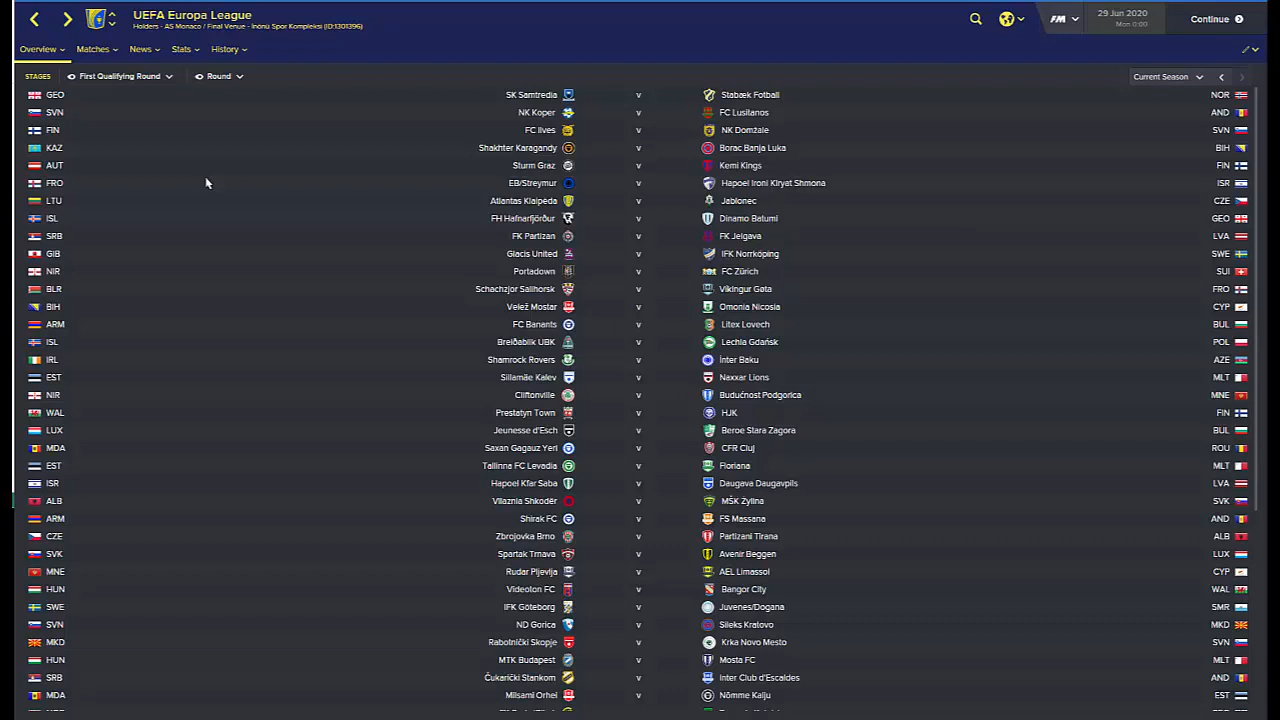 UEFA Europa League
Holders - AS Monaco / Final Venue - İnönü Spor Kompleksi (ID:1301396)
FM
29 Jun 2020
Mon 0:00
Continue
Overview Matches News Stats History
STAGES First Qualifying Round Round Current Season
GEO SK Samtredia v Stabæk Fotball NOR
SVN NK Koper v FC Lusitanos AND
FIN FC Ilves v NK Domžale SVN
KAZ Shakhter Karagandy v Borac Banja Luka BIH
AUT Sturm Graz v Kemi Kings FIN
FRO EB/Streymur v Hapoel Ironi Kiryat Shmona ISR
LTU Atlantas Klaipėda v Jablonec CZE
ISL FH Hafnarfjörður v Dinamo Batumi GEO
SRB FK Partizan v FK Jelgava LVA
GIB Glacis United v IFK Norrköping SWE
NIR Portadown v FC Zürich SUI
BLR Schachzjor Salihorsk v Víkingur Gøta FRO
BIH Velež Mostar v Omonia Nicosia CYP
ARM FC Banants v Litex Lovech BUL
ISL Breiðablik UBK v Lechia Gdańsk POL
IRL Shamrock Rovers v İnter Baku AZE
EST Sillamäe Kalev v Naxxar Lions MLT
NIR Cliftonville v Budućnost Podgorica MNE
WAL Prestatyn Town v HJK FIN
LUX Jeunesse d'Esch v Beroe Stara Zagora BUL
MDA Saxan Gagauz Yeri v CFR Cluj ROU
EST Tallinna FC Levadia v Floriana MLT
ISR Hapoel Kfar Saba v Daugava Daugavpils LVA
ALB Vllaznia Shkodër v MŠK Žylina SVK
ARM Shirak FC v FS Massana AND
CZE Zbrojovka Brno v Partizani Tirana ALB
SVK Spartak Trnava v Avenir Beggen LUX
MNE Rudar Pljevlja v AEL Limassol CYP
HUN Videoton FC v Bangor City WAL
SWE IFK Göteborg v Juvenes/Dogana SMR
SVN ND Gorica v Sileks Kratovo MKD
MKD Rabotnički Skopje v Krka Novo Mesto SVN
HUN MTK Budapest v Mosta FC MLT
SRB Čukarički Stankom v Inter Club d'Escaldes AND
MDA Milsami Orhei v Nõmme Kalju EST